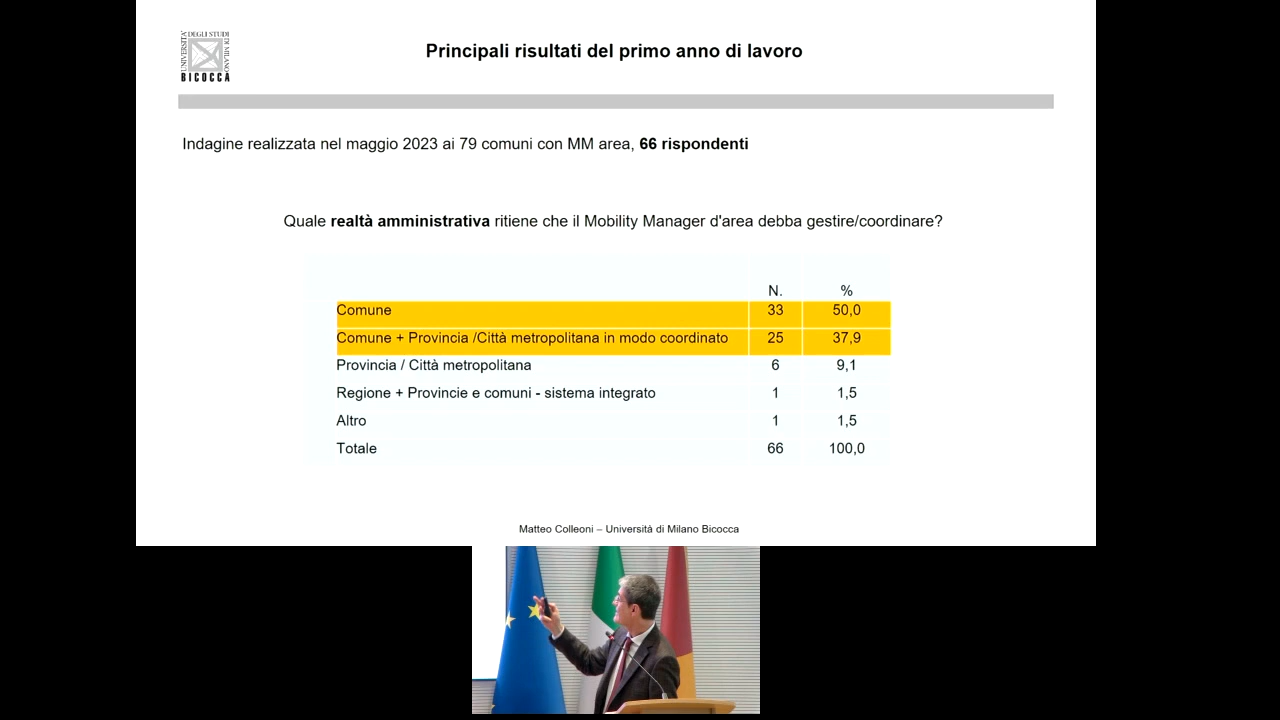 UNIVERSITA'
DEGLI STUDI
DI MILANO
BICOCCA
Principali risultati del primo anno di lavoro
Indagine realizzata nel maggio 2023 ai 79 comuni con MM area, 66 rispondenti
Quale realtà amministrativa ritiene che il Mobility Manager d'area debba gestire/coordinare?
N. %
Comune 33 50,0
Comune + Provincia /Città metropolitana in modo coordinato 25 37,9
Provincia / Città metropolitana 6 9,1
Regione + Provincie e comuni - sistema integrato 1 1,5
Altro 1 1,5
Totale 66 100,0
Matteo Colleoni – Università di Milano Bicocca